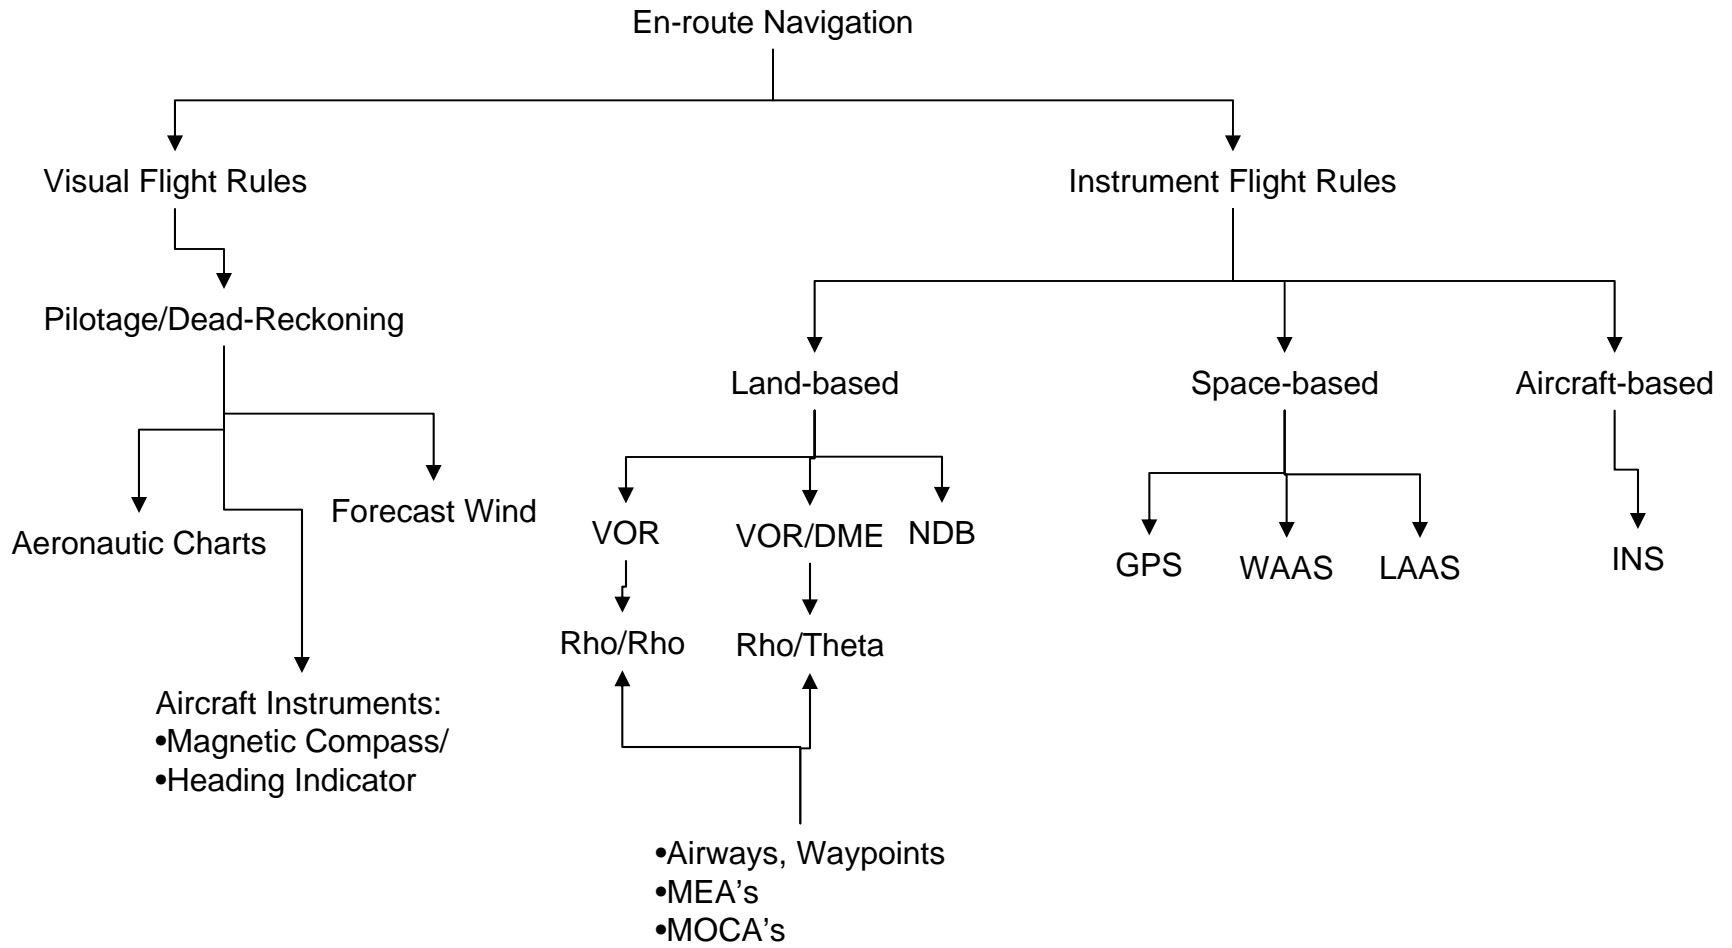 En-route Navigation
Visual Flight Rules
Instrument Flight Rules
Pilotage/Dead-Reckoning
Land-based
Space-based
Aircraft-based
Aeronautic Charts
Forecast Wind
VOR
VOR/DME
NDB
GPS
WAAS
LAAS
INS
Rho/Rho
Rho/Theta
Aircraft Instruments:
•Magnetic Compass/
•Heading Indicator
•Airways, Waypoints
•MEA’s
•MOCA’s